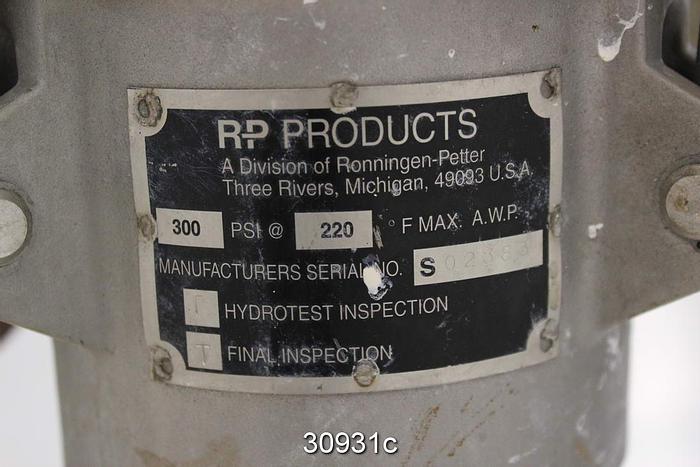 RP PRODUCTS
A Division of Ronningen-Petter
Three Rivers, Michigan, 49093 U.S.A.
300 PSI @ 220 °F MAX. A.W.P.
MANUFACTURERS SERIAL NO. S
HYDROTEST INSPECTION
T FINAL INSPECTION
30931c